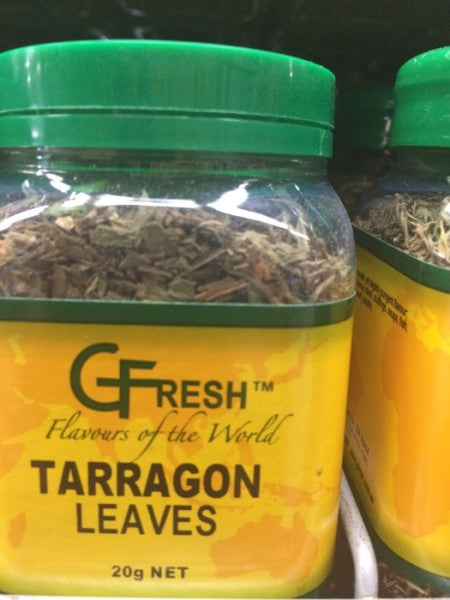 GFRESH™
Flavours of the World
TARRAGON
LEAVES
20g NET